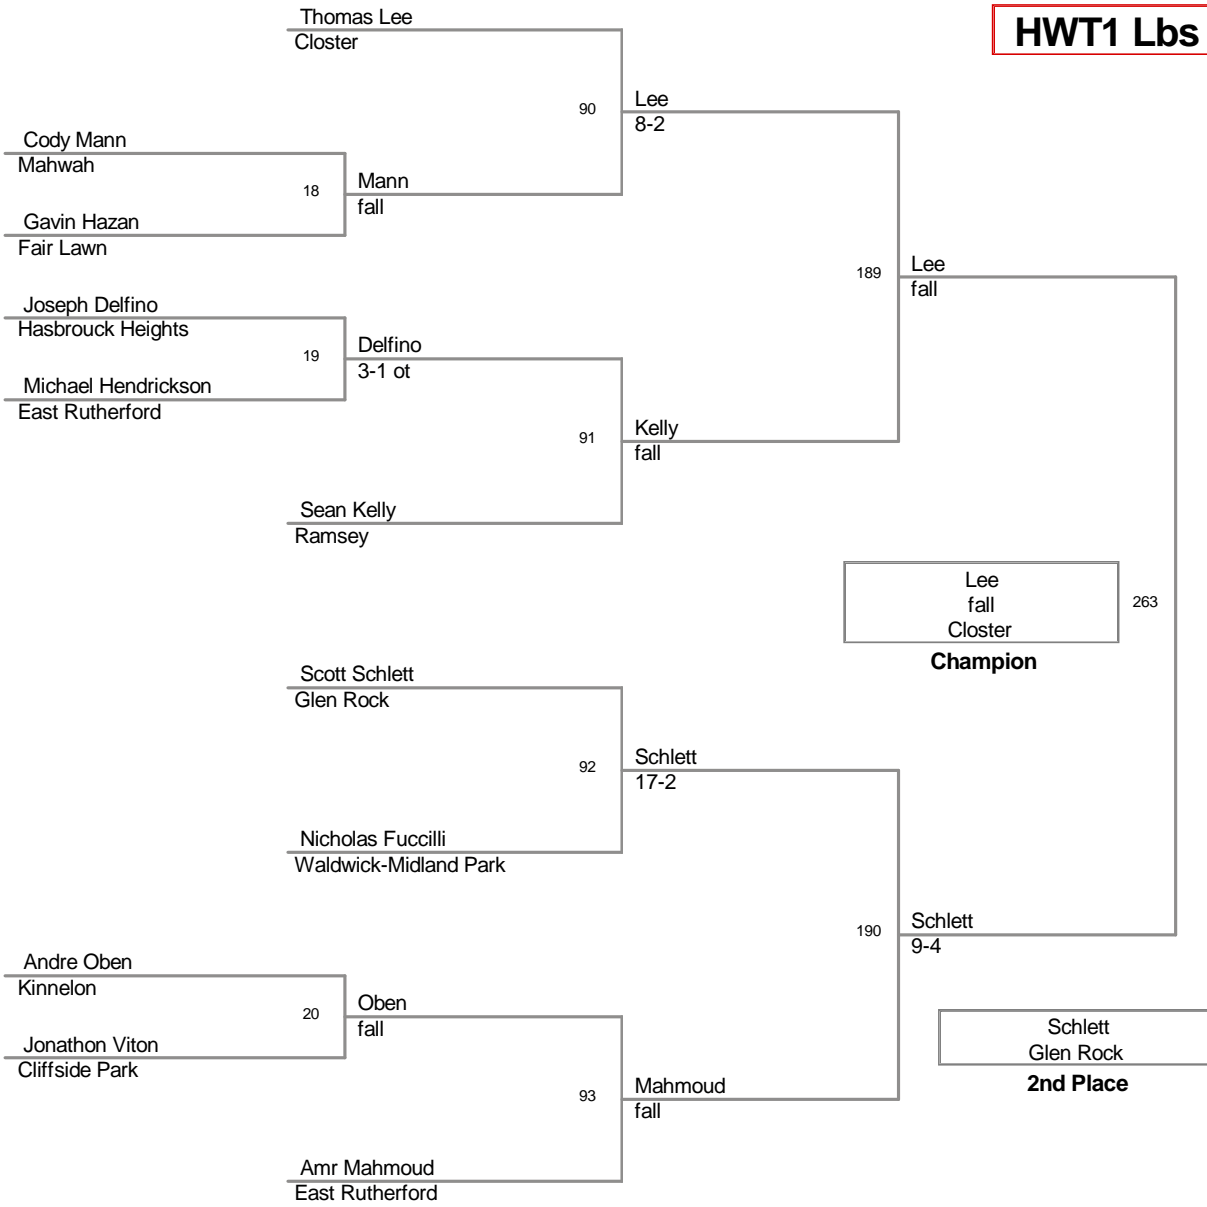 Thomas Lee
Closter
HWT1 Lbs
90
Lee
8-2
Cody Mann
Mahwah
18
Mann
fall
Gavin Hazan
Fair Lawn
189
Lee
fall
Joseph Delfino
Hasbrouck Heights
19
Delfino
3-1 ot
Michael Hendrickson
East Rutherford
91
Kelly
fall
Sean Kelly
Ramsey
Lee
fall
Closter
263
Champion
Scott Schlett
Glen Rock
92
Schlett
17-2
Nicholas Fuccilli
Waldwick-Midland Park
190
Schlett
9-4
Andre Oben
Kinnelon
20
Oben
fall
Jonathon Viton
Cliffside Park
Schlett
Glen Rock
2nd Place
93
Mahmoud
fall
Amr Mahmoud
East Rutherford